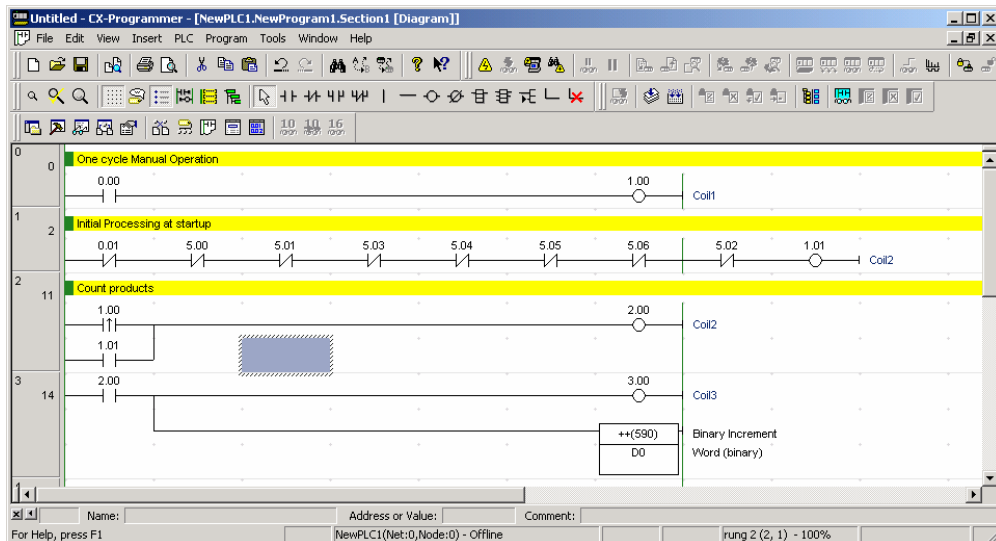 Untitled - CX-Programmer - [NewPLC1.NewProgram1.Section1 [Diagram]]
File Edit View Insert PLC Program Tools Window Help
10 10 16
0 0 One cycle Manual Operation
0.00 1.00
Coil1
1 2 Initial Processing at startup
0.01 5.00 5.01 5.03 5.04 5.05 5.06 5.02 1.01
Coil2
2 11 Count products
1.00 2.00
Coil2
1.01
3 2.00 3.00
14 Coil3
++(590) Binary Increment
D0 Word (binary)
Name: Address or Value: Comment:
For Help, press F1 NewPLC1(Net:0,Node:0) - Offline rung 2 (2, 1) - 100%